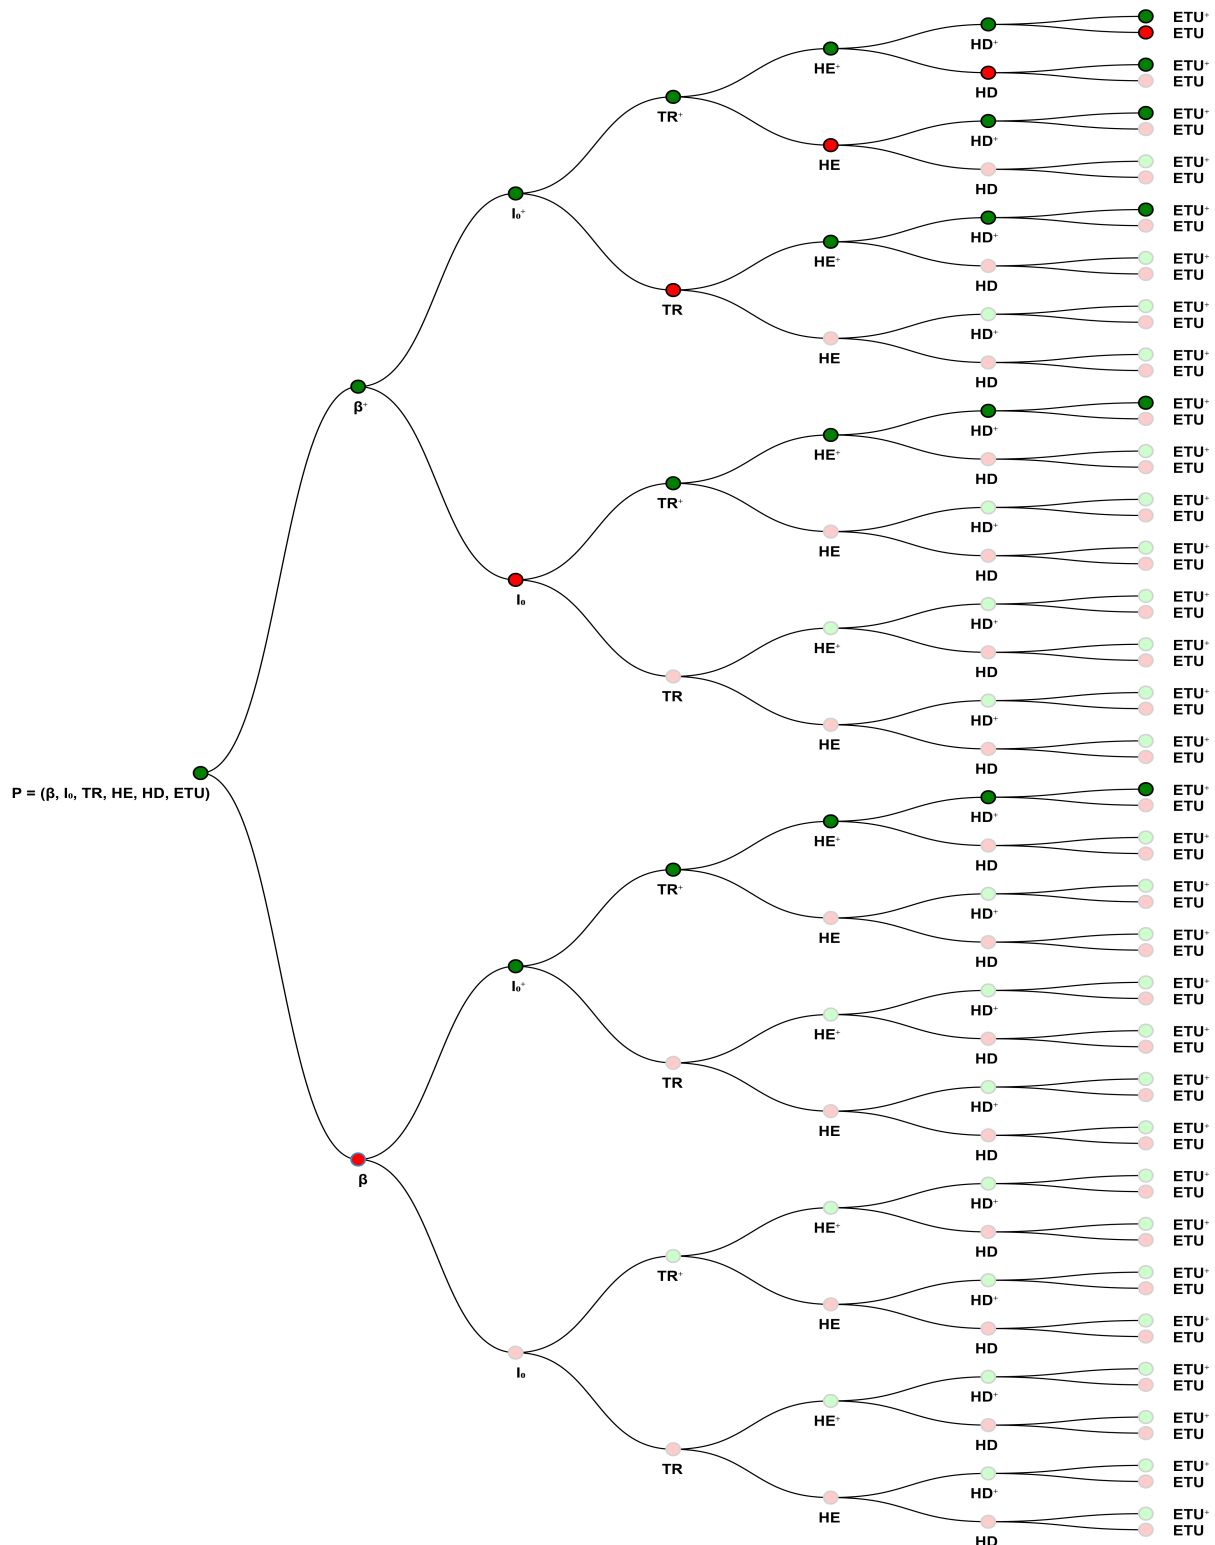 P = (β, I₀, TR, HE, HD, ETU)
β⁺
β
I₀⁺
I₀
I₀⁺
I₀
TR⁺
TR
TR⁺
TR
TR⁺
TR
TR⁺
TR
HE⁺
HE
HE⁺
HE
HE⁺
HE
HE⁺
HE
HE⁺
HE
HE⁺
HE
HE⁺
HE
HE⁺
HE
HD⁺
HD
HD⁺
HD
HD⁺
HD
HD⁺
HD
HD⁺
HD
HD⁺
HD
HD⁺
HD
HD⁺
HD
HD⁺
HD
HD⁺
HD
HD⁺
HD
HD⁺
HD
HD⁺
HD
HD⁺
HD
HD⁺
HD
HD⁺
HD
ETU⁺
ETU
ETU⁺
ETU
ETU⁺
ETU
ETU⁺
ETU
ETU⁺
ETU
ETU⁺
ETU
ETU⁺
ETU
ETU⁺
ETU
ETU⁺
ETU
ETU⁺
ETU
ETU⁺
ETU
ETU⁺
ETU
ETU⁺
ETU
ETU⁺
ETU
ETU⁺
ETU
ETU⁺
ETU
ETU⁺
ETU
ETU⁺
ETU
ETU⁺
ETU
ETU⁺
ETU
ETU⁺
ETU
ETU⁺
ETU
ETU⁺
ETU
ETU⁺
ETU
ETU⁺
ETU
ETU⁺
ETU
ETU⁺
ETU
ETU⁺
ETU
ETU⁺
ETU
ETU⁺
ETU
ETU⁺
ETU
ETU⁺
ETU